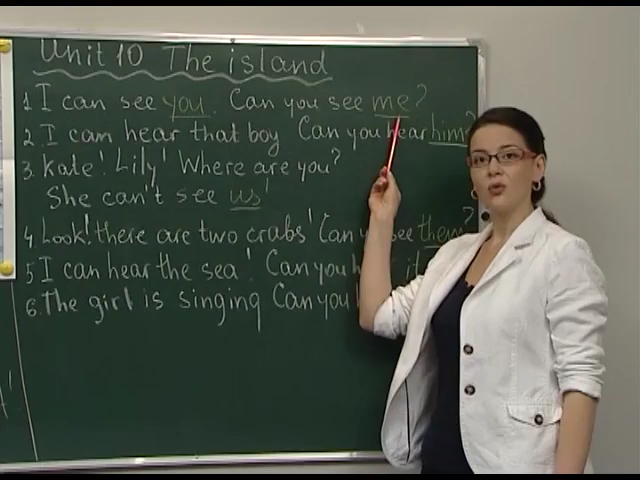 Unit 10 The island
1 I can see you. Can you see me?
2. I can hear that boy Can you hear him?
3. Kate! Lily! Where are you?
She can't see us!
4. Look! there are two crabs! Can you see them?
5 I can hear the sea! Can you it
6. The girl is singing Can you